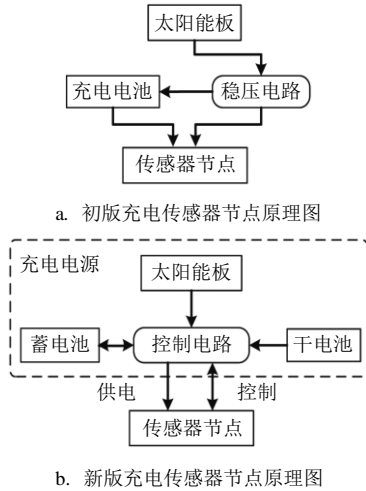 太阳能板
充电电池
稳压电路
传感器节点
a. 初版充电传感器节点原理图
充电电源
太阳能板
蓄电池
控制电路
干电池
供电
控制
传感器节点
b. 新版充电传感器节点原理图